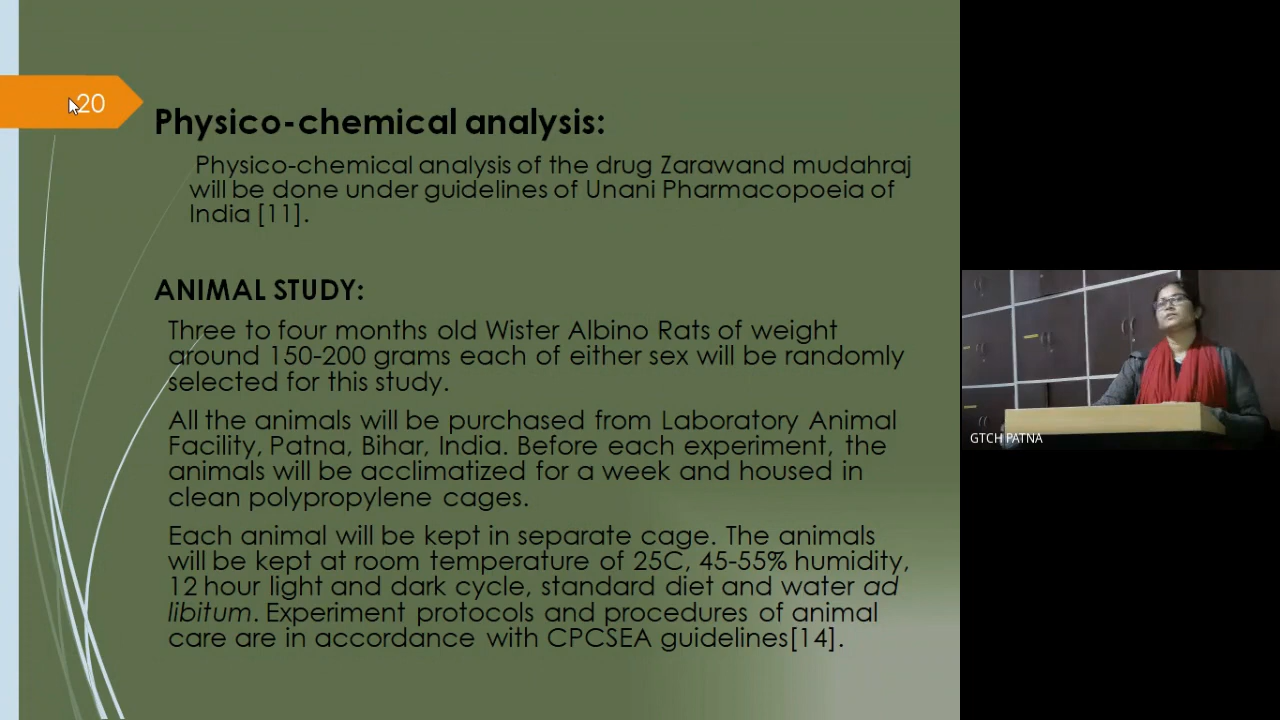 20
Physico-chemical analysis:
Physico-chemical analysis of the drug Zarawand mudahraj
will be done under guidelines of Unani Pharmacopoeia of
India [11].
ANIMAL STUDY:
Three to four months old Wister Albino Rats of weight
around 150-200 grams each of either sex will be randomly
selected for this study.
All the animals will be purchased from Laboratory Animal
Facility, Patna, Bihar, India. Before each experiment, the
animals will be acclimatized for a week and housed in
clean polypropylene cages.
Each animal will be kept in separate cage. The animals
will be kept at room temperature of 25C, 45-55% humidity,
12 hour light and dark cycle, standard diet and water ad
libitum. Experiment protocols and procedures of animal
care are in accordance with CPCSEA guidelines[14].
GTCH PATNA